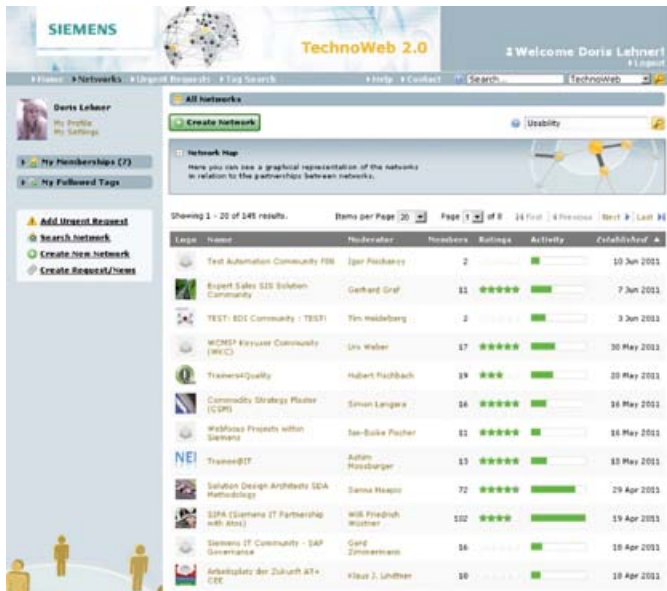 SIEMENS
TechnoWeb 2.0
Welcome Doris Lehnert
Logout
Home Networks Urgent Requests Tag Search Help Contact Search... TechnoWeb
Doris Lehner
My Profile
My Settings
My Memberships (7)
My Followed Tags
Add Urgent Request
Search Network
Create New Network
Create Request/News
All Networks
Create Network Usability
Network Map
Here you can see a graphical representation of the networks
in relation to the partnerships between networks.
Showing 1 - 20 of 145 results. Items per Page 20 Page 1 of 8 First Previous Next Last
Logo Name Moderator Members Ratings Activity Established
Test Automation Community Igor 2 10 Jun 2011
Expert Sales SIS Solution
Community Gerhard Graf 11 7 Jun 2011
TEST: EDI Community : TEST! Tim Heidelberg 2 3 Jun 2011
Keyuser Community
Urs Weber 17 30 May 2011
Trainers4Quality Hubert Fischbach 19 20 May 2011
Commodity Strategy Master
(CSM) Simon Langara 16 16 May 2011
Webfocus Projects within
Siemens Fischer 11 16 May 2011
NEI
Trainee@IT Achim
Moosburger 13 13 May 2011
Solution Design Architects SDA
Methodology Sanna 72 29 Apr 2011
SIPA (Siemens IT Partnership
with Atos) Willi Friedrich
Wüstner 102 19 Apr 2011
Siemens IT Community - SAP
Governance Gerd
Zimmermann 16 18 Apr 2011
Arbeitsplatz der Zukunft AT+
CEE Klaus J. Lindtner 10 18 Apr 2011